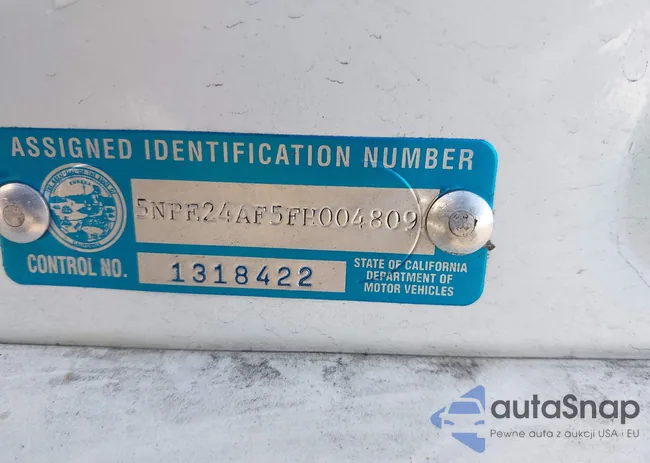 ASSIGNED IDENTIFICATION NUMBER
5NPE24AF5FH004809
CONTROL NO. 1318422
STATE OF CALIFORNIA
DEPARTMENT OF
MOTOR VEHICLES
autaSnap
Pewne auta z aukcji USA i EU